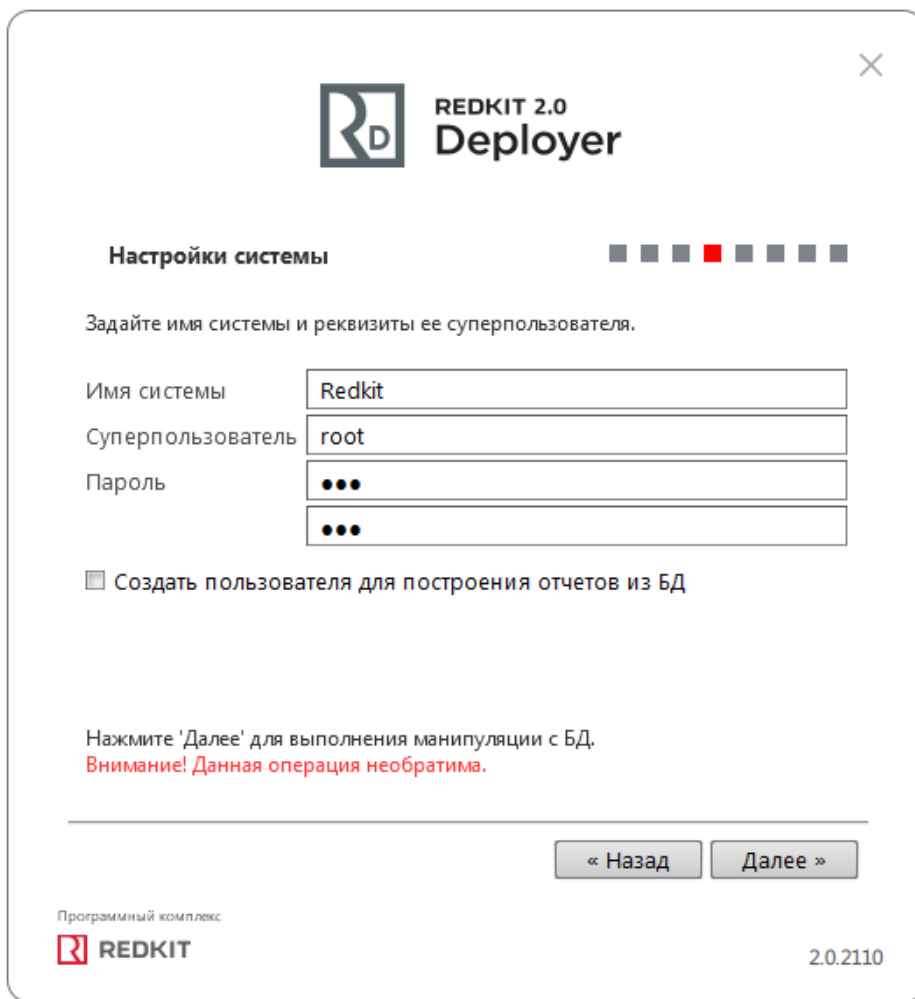 REDKIT 2.0
Deployer
Настройки системы
Задайте имя системы и реквизиты ее суперпользователя.
Имя системы Redkit
Суперпользователь root
Пароль •••
•••
Создать пользователя для построения отчетов из БД
Нажмите 'Далее' для выполнения манипуляции с БД.
Внимание! Данная операция необратима.
« Назад Далее »
Программный комплекс
REDKIT
2.0.2110